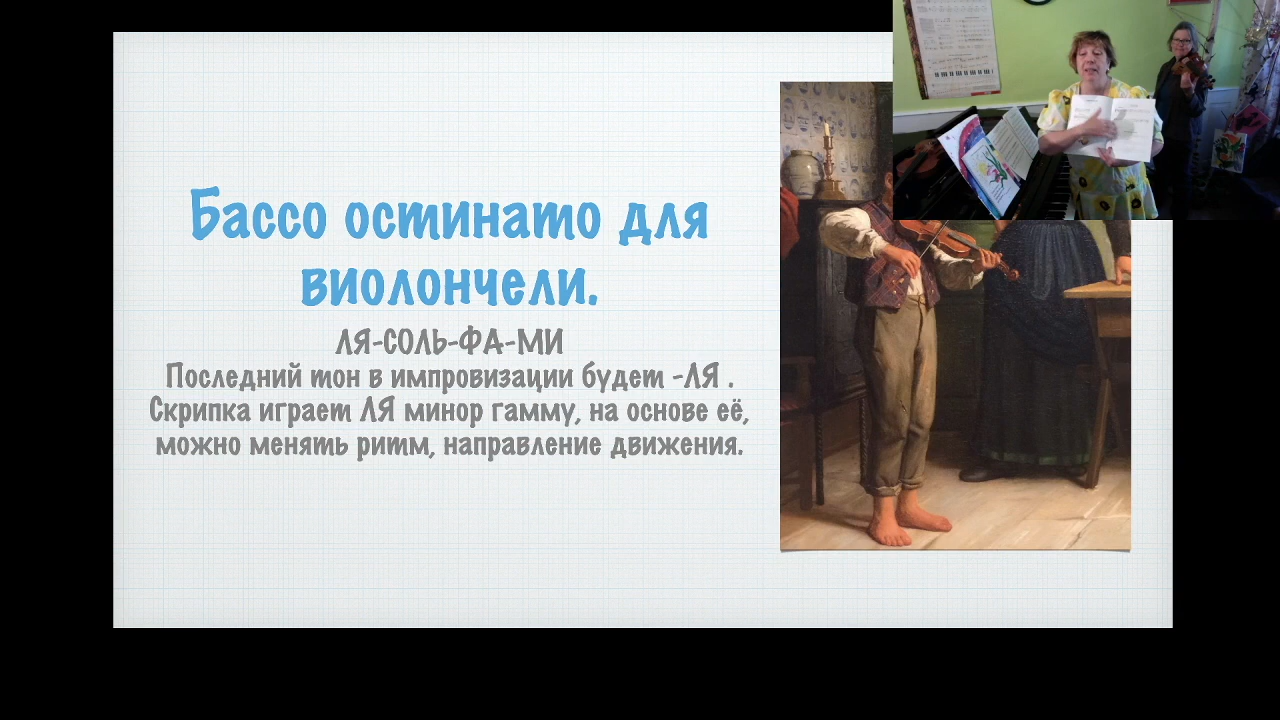 Бассо остинато для
виолончели.
ЛЯ-СОЛЬ-ФА-МИ
Последний тон в импровизации будет -ЛЯ .
Скрипка играет ЛЯ минор гамму, на основе её,
можно менять ритм, направление движения.